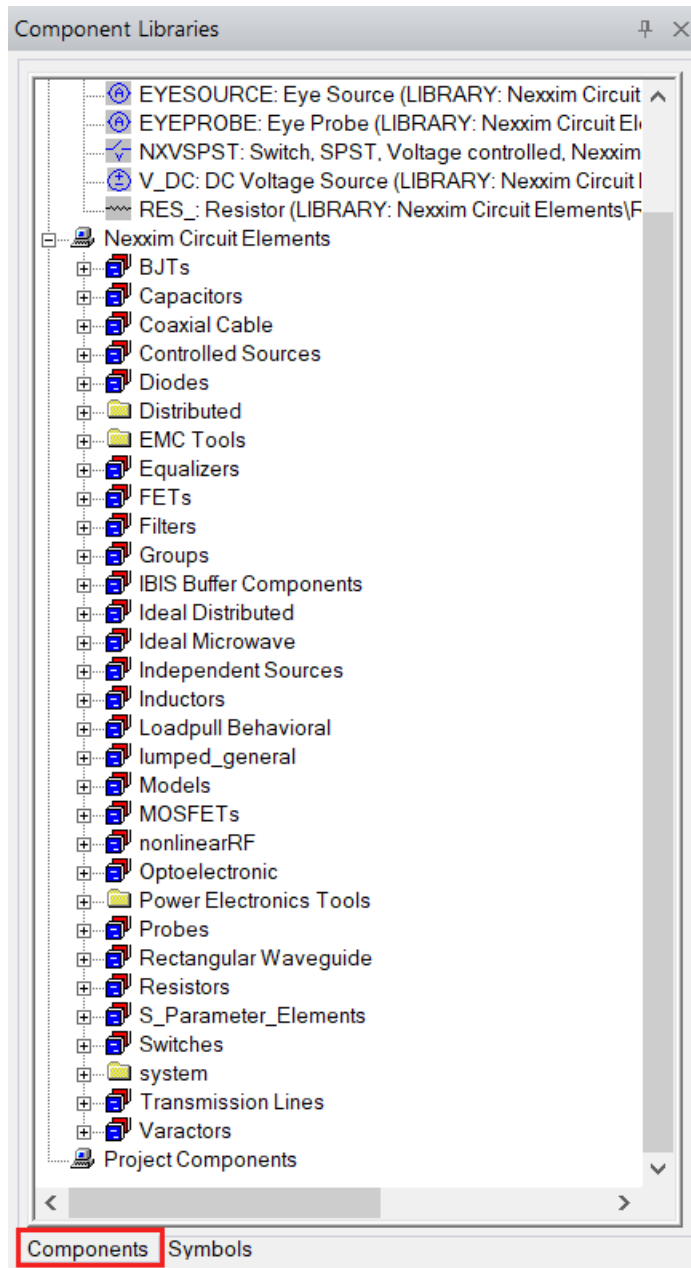 Component Libraries
EYESOURCE: Eye Source (LIBRARY: Nexxim Circuit
EYEPROBE: Eye Probe (LIBRARY: Nexxim Circuit El
NXVSPST: Switch, SPST, Voltage controlled, Nexxim
V_DC: DC Voltage Source (LIBRARY: Nexxim Circuit
RES_: Resistor (LIBRARY: Nexxim Circuit Elements\R
Nexxim Circuit Elements
BJTs
Capacitors
Coaxial Cable
Controlled Sources
Diodes
Distributed
EMC Tools
Equalizers
FETs
Filters
Groups
IBIS Buffer Components
Ideal Distributed
Ideal Microwave
Independent Sources
Inductors
Loadpull Behavioral
lumped_general
Models
MOSFETs
nonlinearRF
Optoelectronic
Power Electronics Tools
Probes
Rectangular Waveguide
Resistors
S_Parameter_Elements
Switches
system
Transmission Lines
Varactors
Project Components
Components Symbols